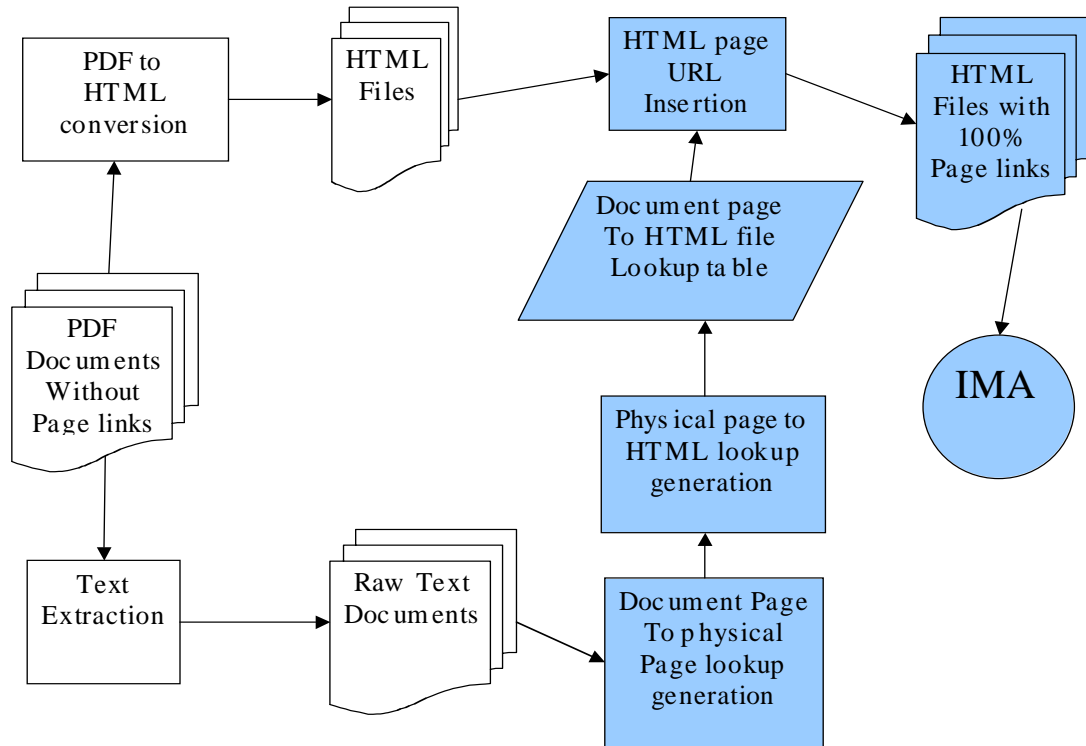 PDF to
HTML
conversion
HTML
Files
HTML page
URL
Insertion
HTML
Files with
100%
Page links
Document page
To HTML file
Lookup table
PDF
Documents
Without
Page links
IMA
Physical page to
HTML lookup
generation
Text
Extraction
Raw Text
Documents
Document Page
To physical
Page lookup
generation